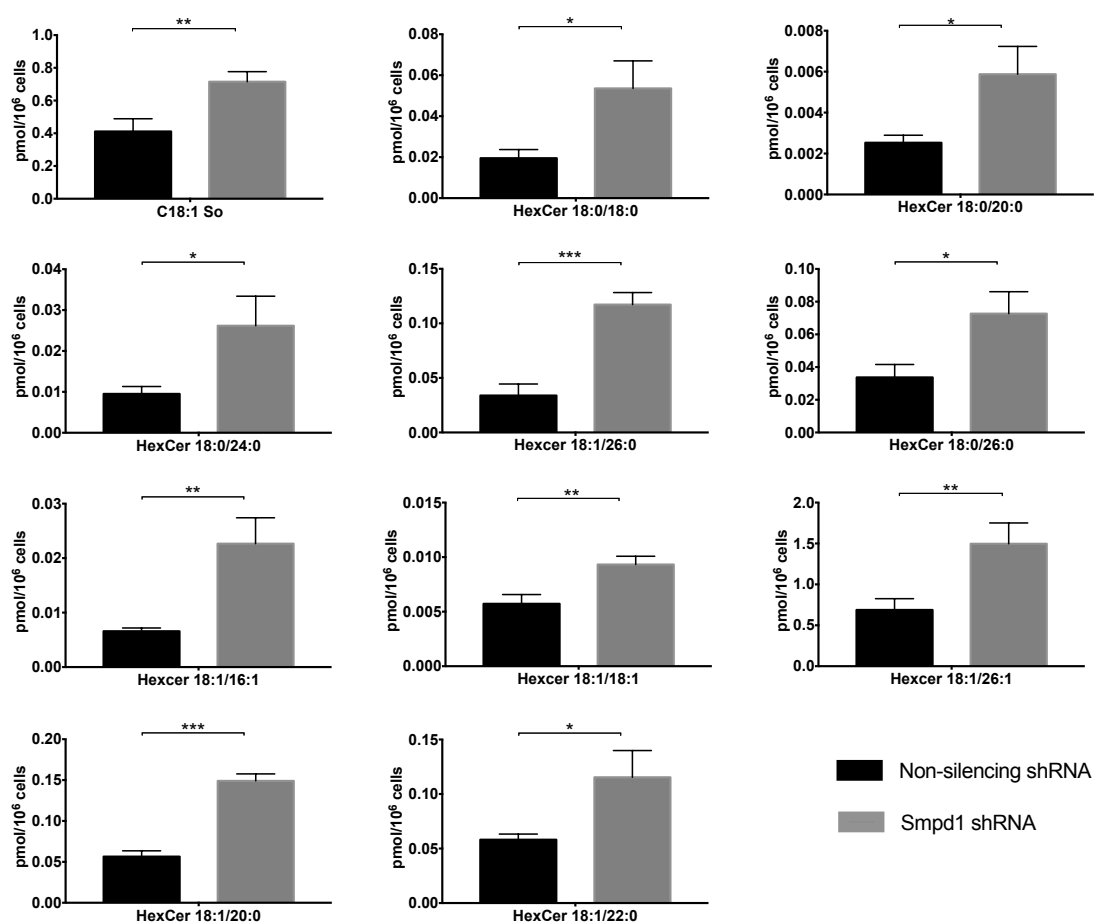 **
pmol/10⁶ cells
1.0
0.8
0.6
0.4
0.2
0.0
C18:1 So
*
pmol/10⁶ cells
0.08
0.06
0.04
0.02
0.00
HexCer 18:0/18:0
*
pmol/10⁶ cells
0.008
0.006
0.004
0.002
0.000
HexCer 18:0/20:0
*
pmol/10⁶ cells
0.04
0.03
0.02
0.01
0.00
HexCer 18:0/24:0
***
pmol/10⁶ cells
0.15
0.10
0.05
0.00
Hexcer 18:1/26:0
*
pmol/10⁶ cells
0.10
0.08
0.06
0.04
0.02
0.00
HexCer 18:0/26:0
**
pmol/10⁶ cells
0.03
0.02
0.01
0.00
Hexcer 18:1/16:1
**
pmol/10⁶ cells
0.015
0.010
0.005
0.000
Hexcer 18:1/18:1
**
pmol/10⁶ cells
2.0
1.5
1.0
0.5
0.0
Hexcer 18:1/26:1
***
pmol/10⁶ cells
0.20
0.15
0.10
0.05
0.00
HexCer 18:1/20:0
*
pmol/10⁶ cells
0.15
0.10
0.05
0.00
HexCer 18:1/22:0
Non-silencing shRNA
Smpd1 shRNA